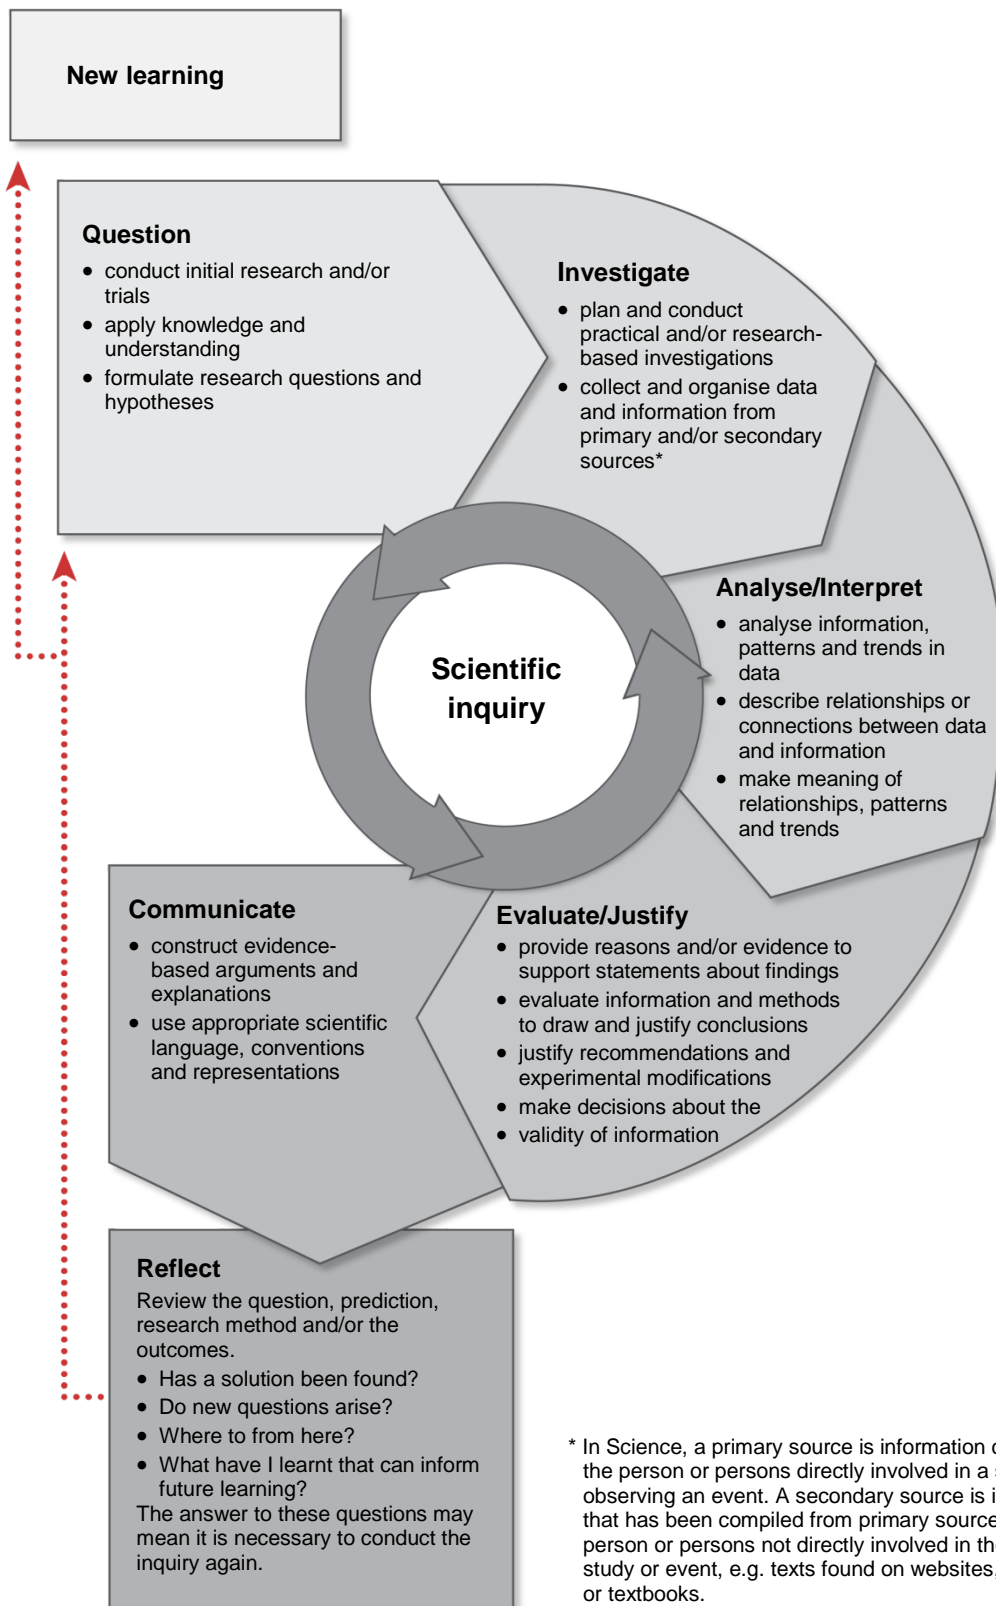 New learning
Question
• conduct initial research and/or
trials
• apply knowledge and
understanding
• formulate research questions and
hypotheses
Investigate
• plan and conduct
practical and/or research-
based investigations
• collect and organise data
and information from
primary and/or secondary
sources*
Analyse/Interpret
• analyse information,
patterns and trends in
data
• describe relationships or
connections between data
and information
• make meaning of
relationships, patterns
and trends
Scientific
inquiry
Evaluate/Justify
• provide reasons and/or evidence to
support statements about findings
• evaluate information and methods
to draw and justify conclusions
• justify recommendations and
experimental modifications
• make decisions about the
• validity of information
Communicate
• construct evidence-
based arguments and
explanations
• use appropriate scientific
language, conventions
and representations
Reflect
Review the question, prediction,
research method and/or the
outcomes.
• Has a solution been found?
• Do new questions arise?
• Where to from here?
• What have I learnt that can inform
future learning?
The answer to these questions may
mean it is necessary to conduct the
inquiry again.
* In Science, a primary source is information
the person or persons directly involved in a
observing an event. A secondary source is
that has been compiled from primary
person or persons not directly involved in
study or event, e.g. texts found on websites,
or textbooks.